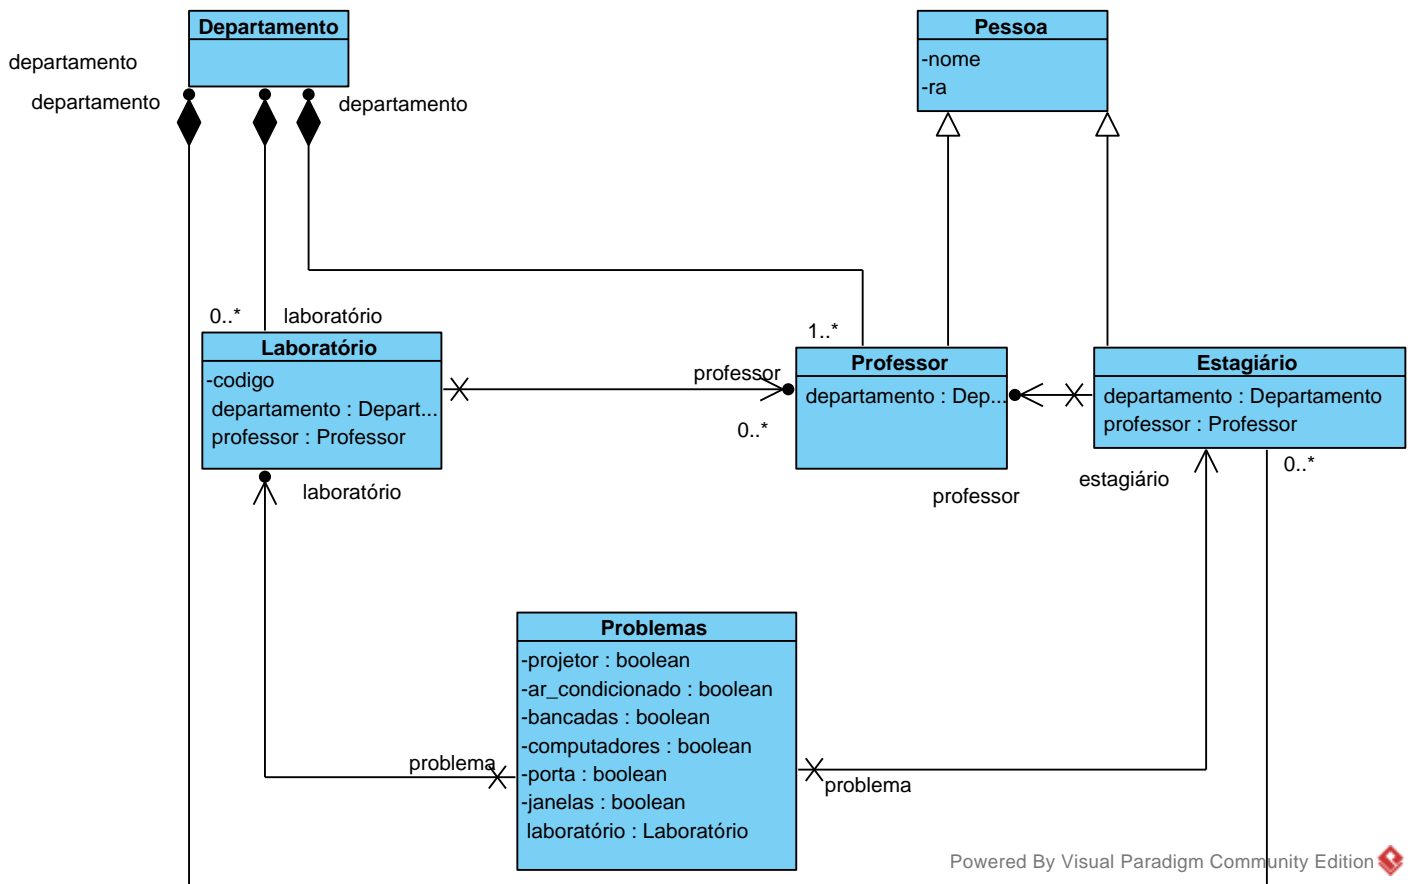 Departamento
departamento
departamento
departamento
Pessoa
-nome
-ra
0..*
laboratório
Laboratório
-codigo
departamento : Depart...
professor : Professor
professor
0..*
1..*
Professor
departamento : Dep...
Estagiário
departamento : Departamento
professor : Professor
0..*
estagiário
professor
laboratório
Problemas
-projetor : boolean
-ar_condicionado : boolean
-bancadas : boolean
-computadores : boolean
-porta : boolean
-janelas : boolean
laboratório : Laboratório
problema
problema
Powered By Visual Paradigm Community Edition